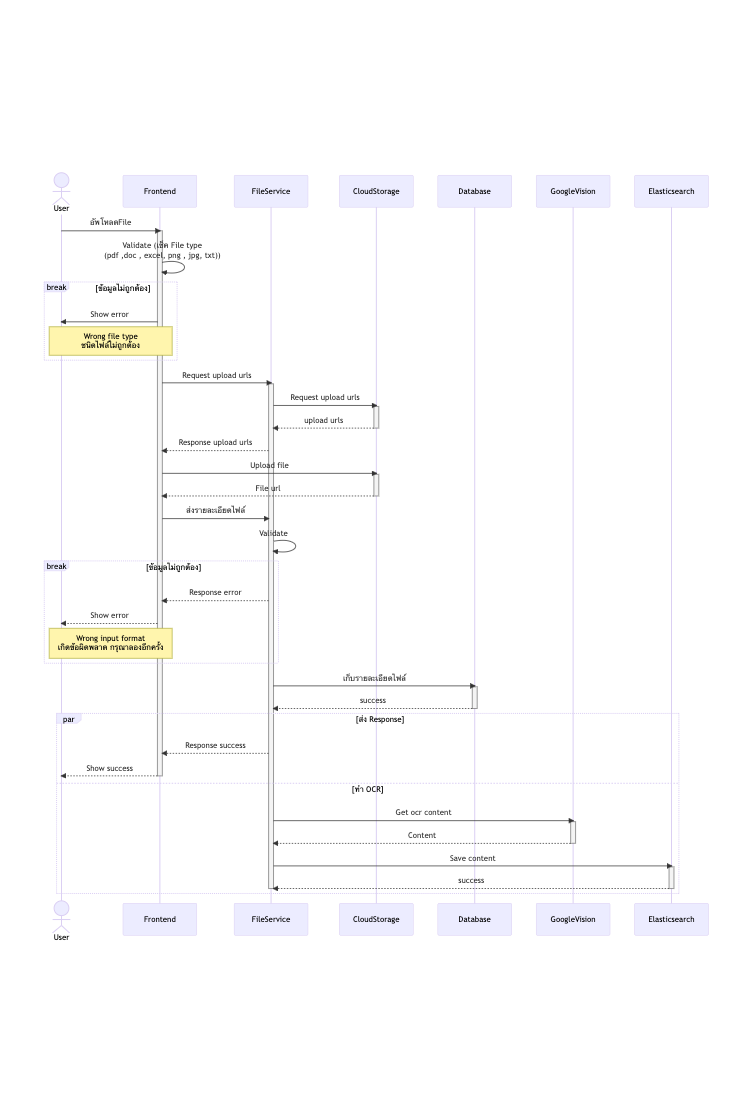 User
Frontend
FileService
CloudStorage
Database
GoogleVision
Elasticsearch
อัพโหลดFile
Validate (เช็ค File type
(pdf ,doc , excel, png , jpg, txt))
break
[ข้อมูลไม่ถูกต้อง]
Show error
Wrong file type
ชนิดไฟล์ไม่ถูกต้อง
Request upload urls
Request upload urls
upload urls
Response upload urls
Upload file
File url
ส่งรายละเอียดไฟล์
Validate
break
[ข้อมูลไม่ถูกต้อง]
Response error
Show error
Wrong input format
เกิดข้อผิดพลาด กรุณาลองอีกครั้ง
เก็บรายละเอียดไฟล์
success
par
[ส่ง Response]
Response success
Show success
[ทำ OCR]
Get ocr content
Content
Save content
success
User
Frontend
FileService
CloudStorage
Database
GoogleVision
Elasticsearch